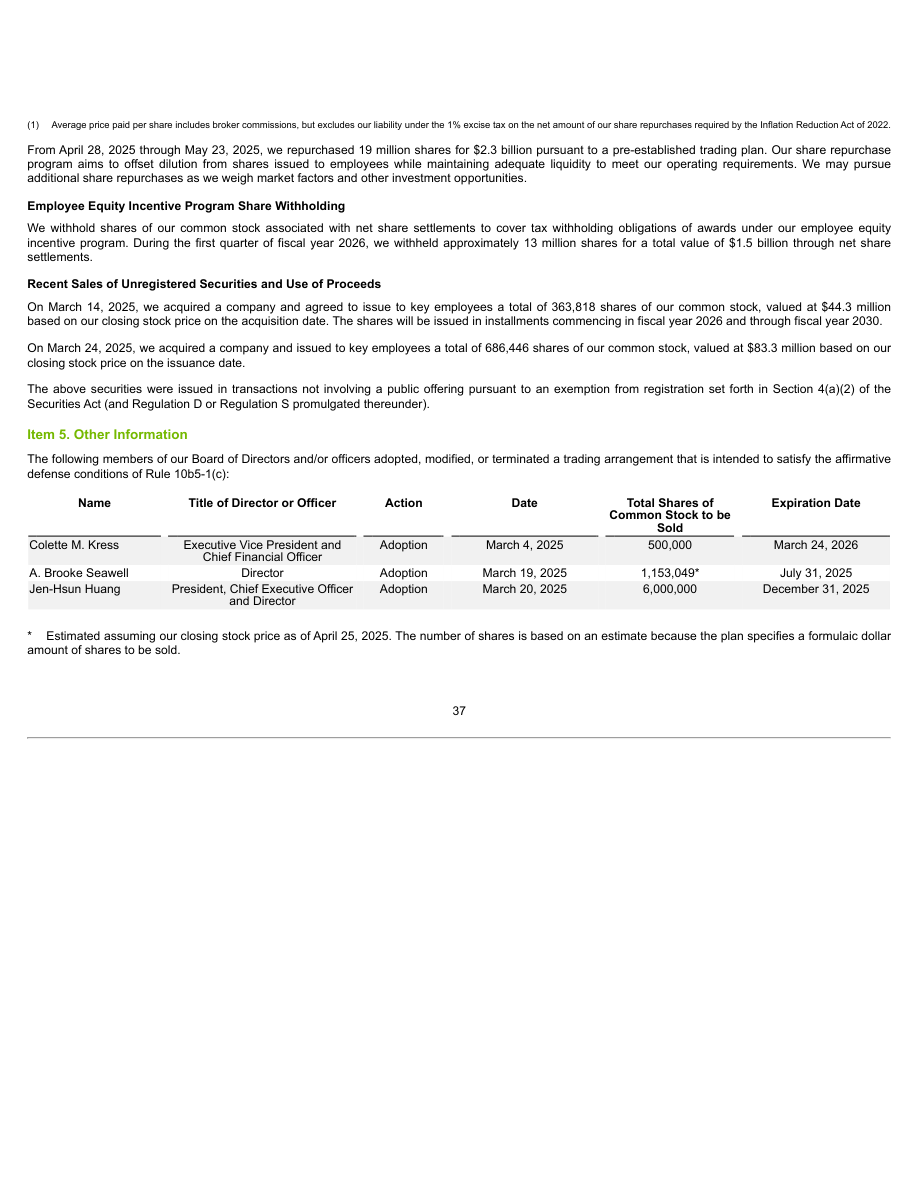 (1) Average price paid per share includes broker commissions, but excludes our liability under the 1% excise tax on the net amount of our share repurchases required by the Inflation Reduction Act of 2022.
From April 28, 2025 through May 23, 2025, we repurchased 19 million shares for $2.3 billion pursuant to a pre-established trading plan. Our share repurchase
program aims to offset dilution from shares issued to employees while maintaining adequate liquidity to meet our operating requirements. We may pursue
additional share repurchases as we weigh market factors and other investment opportunities.
Employee Equity Incentive Program Share Withholding
We withhold shares of our common stock associated with net share settlements to cover tax withholding obligations of awards under our employee equity
incentive program. During the first quarter of fiscal year 2026, we withheld approximately 13 million shares for a total value of $1.5 billion through net share
settlements.
Recent Sales of Unregistered Securities and Use of Proceeds
On March 14, 2025, we acquired a company and agreed to issue to key employees a total of 363,818 shares of our common stock, valued at $44.3 million
based on our closing stock price on the acquisition date. The shares will be issued in installments commencing in fiscal year 2026 and through fiscal year 2030.
On March 24, 2025, we acquired a company and issued to key employees a total of 686,446 shares of our common stock, valued at $83.3 million based on our
closing stock price on the issuance date.
The above securities were issued in transactions not involving a public offering pursuant to an exemption from registration set forth in Section 4(a)(2) of the
Securities Act (and Regulation D or Regulation S promulgated thereunder).
Item 5. Other Information
The following members of our Board of Directors and/or officers adopted, modified, or terminated a trading arrangement that is intended to satisfy the affirmative
defense conditions of Rule 10b5-1(c):
Name Title of Director or Officer Action Date Total Shares of Expiration Date
Common Stock to be
Sold
Colette M. Kress Executive Vice President and Adoption March 4, 2025 500,000 March 24, 2026
Chief Financial Officer
A. Brooke Seawell Director Adoption March 19, 2025 1,153,049* July 31, 2025
Jen-Hsun Huang President, Chief Executive Officer Adoption March 20, 2025 6,000,000 December 31, 2025
and Director
* Estimated assuming our closing stock price as of April 25, 2025. The number of shares is based on an estimate because the plan specifies a formulaic dollar
amount of shares to be sold.
37